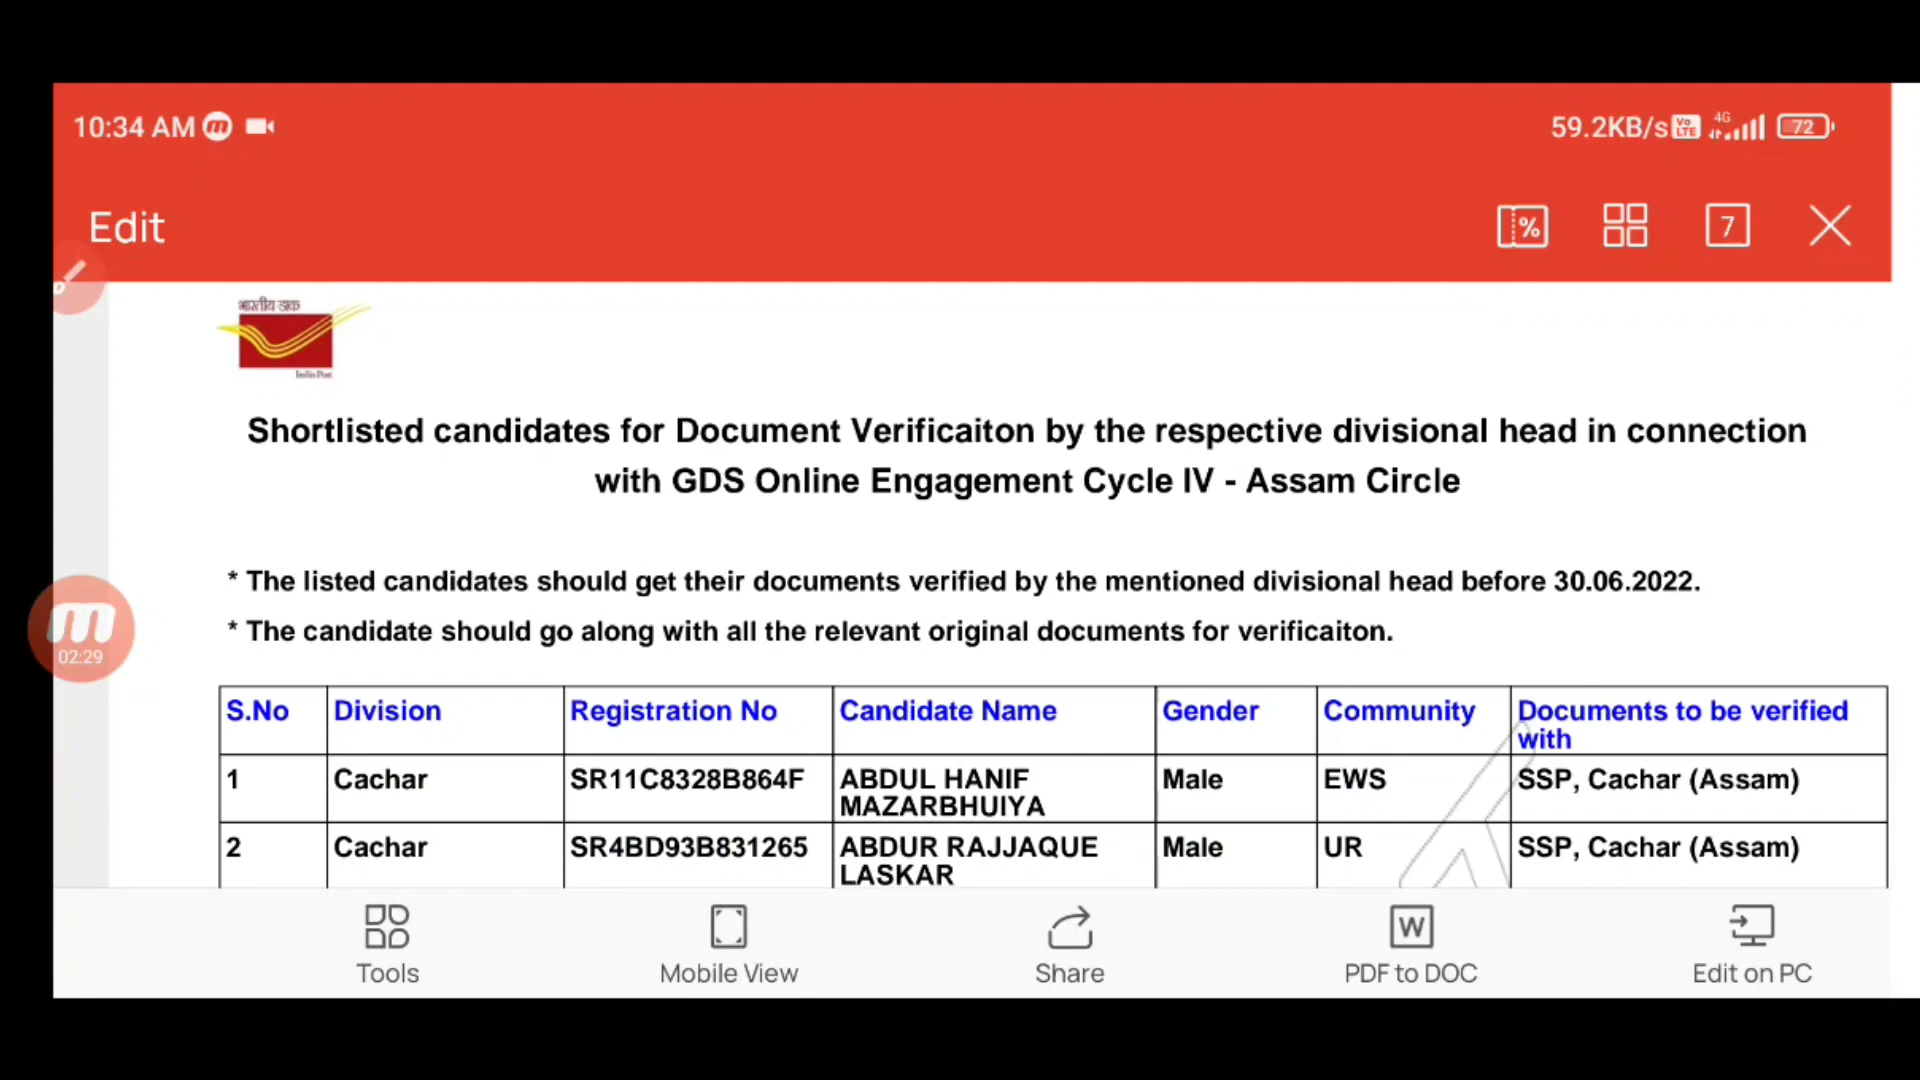 10:34 AM
59.2KB/s Vo LTE 4G 72
Edit
% 7
भारतीय डाक
India Post
Shortlisted candidates for Document Verificaiton by the respective divisional head in connection
with GDS Online Engagement Cycle IV - Assam Circle
* The listed candidates should get their documents verified by the mentioned divisional head before 30.06.2022.
* The candidate should go along with all the relevant original documents for verificaiton.
S.No Division Registration No Candidate Name Gender Community Documents to be verified
with
1 Cachar SR11C8328B864F ABDUL HANIF Male EWS SSP, Cachar (Assam)
MAZARBHUIYA
2 Cachar SR4BD93B831265 ABDUR RAJJAQUE Male UR SSP, Cachar (Assam)
LASKAR
m
02:29
Tools Mobile View Share PDF to DOC Edit on PC
W